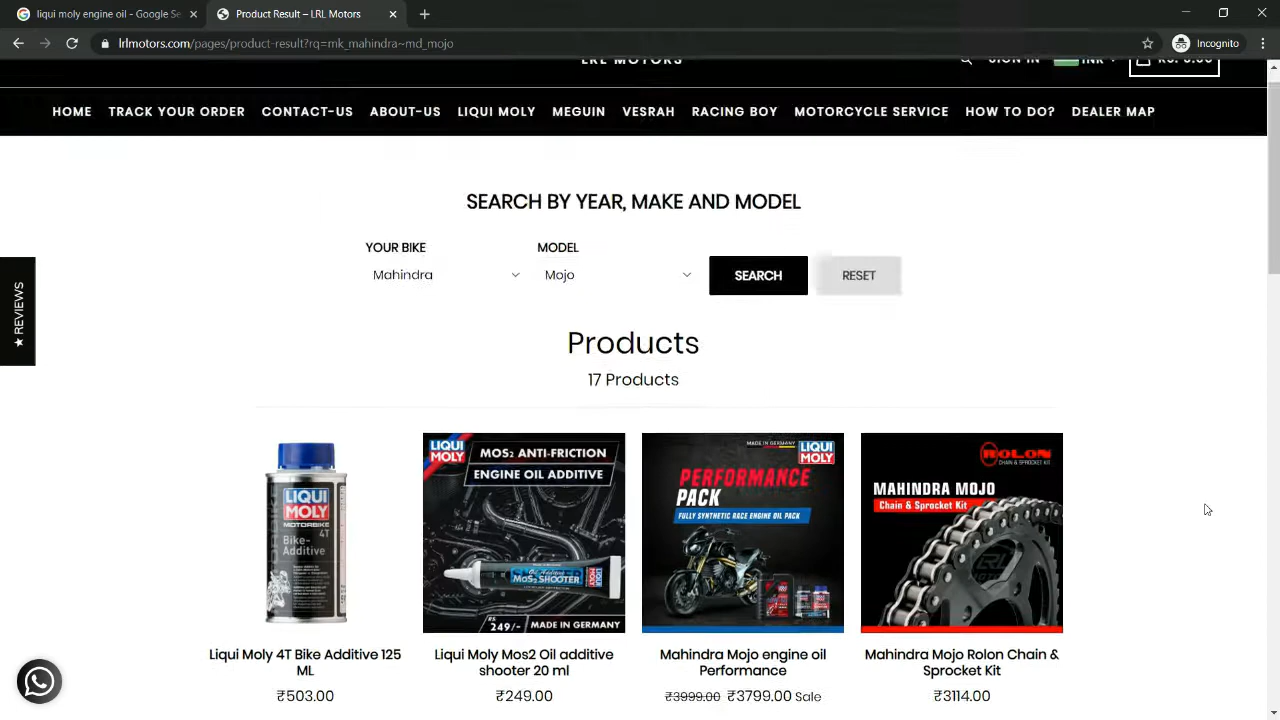 liqui moly engine oil - Google Se
Product Result – LRL Motors
lrlmotors.com/pages/product-result?rq=mk_mahindra~md_mojo
Incognito
LRL MOTORS
SIGN IN
INR
RS. 0.00
HOME
TRACK YOUR ORDER
CONTACT-US
ABOUT-US
LIQUI MOLY
MEGUIN
VESRAH
RACING BOY
MOTORCYCLE SERVICE
HOW TO DO?
DEALER MAP
SEARCH BY YEAR, MAKE AND MODEL
YOUR BIKE
MODEL
Mahindra
Mojo
SEARCH
RESET
★ REVIEWS
Products
17 Products
LIQUI
MOLY
MOTORBIKE
4T
Bike-
Additive
LIQUI
MOLY
MOS2 ANTI-FRICTION
ENGINE OIL ADDITIVE
Oil Additive
MoS2 SHOOTER
LIQUI
MOLY
RS
249/-
MADE IN GERMANY
MADE IN GERMANY
LIQUI
MOLY
PERFORMANCE
PACK
FULLY SYNTHETIC RACE ENGINE OIL PACK
ROLON
CHAIN & SPROCKET KIT
MAHINDRA MOJO
Chain & Sprocket Kit
LRL
Liqui Moly 4T Bike Additive 125
ML
₹503.00
Liqui Moly Mos2 Oil additive
shooter 20 ml
₹249.00
Mahindra Mojo engine oil
Performance
₹3999.00 ₹3799.00 Sale
Mahindra Mojo Rolon Chain &
Sprocket Kit
₹3114.00